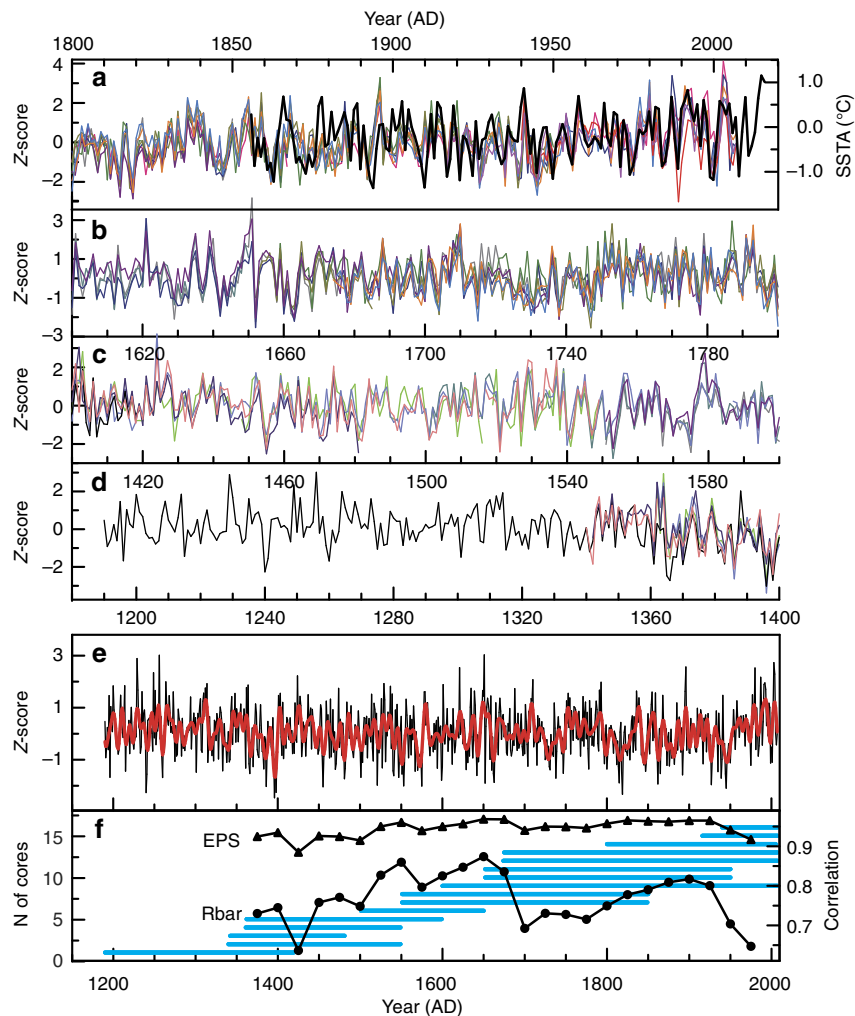 Year (AD)
1800 1850 1900 1950 2000
a
4
2
0
−2
Z-score
1.0
0.0
−1.0
SSTA (°C)
b
3
1
−1
−3
Z-score
1620 1660 1700 1740 1780
c
2
0
−2
Z-score
1420 1460 1500 1540 1580
d
2
0
−2
Z-score
1200 1240 1280 1320 1360 1400
e
3
1
−1
Z-score
f
15
10
5
0
N of cores
EPS
Rbar
0.9
0.8
0.7
0.6
Correlation
1200 1400 1600 1800 2000
Year (AD)